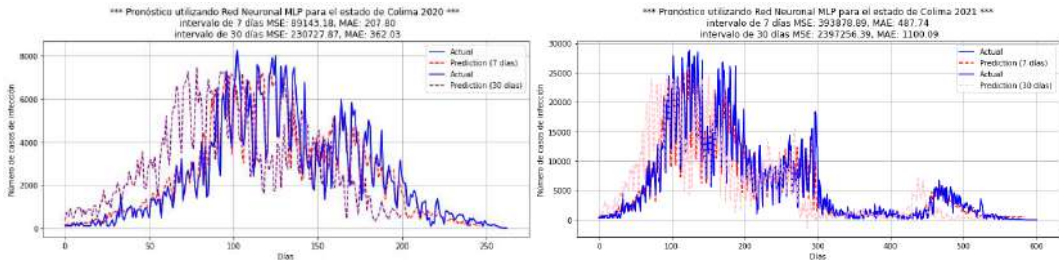 *** Pronóstico utilizando Red Neuronal MLP para el estado de Colima 2020 ***
intervalo de 7 días MSE: 89143.18, MAE: 207.80
intervalo de 30 días MSE: 230727.87, MAE: 362.03
Número de casos de infección
8000
6000
4000
2000
0
Actual
Prediction (7 días)
Actual
Prediction (30 días)
0 50 100 150 200 250
Días
*** Pronóstico utilizando Red Neuronal MLP para el estado de Colima 2021 ***
intervalo de 7 días MSE: 393878.89, MAE: 487.74
intervalo de 30 días MSE: 2397256.39, MAE: 1100.09
Número de casos de infección
30000
25000
20000
15000
10000
5000
0
Actual
Prediction (7 días)
Actual
Prediction (30 días)
0 100 200 300 400 500 600
Días